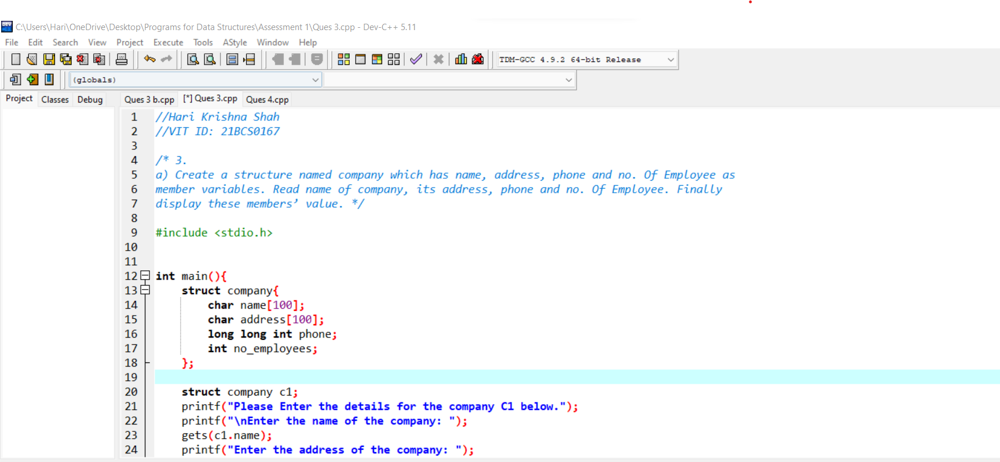 C:\Users\Hari\OneDrive\Desktop\Programs for Data Structures\Assessment 1\Ques 3.cpp - Dev-C++ 5.11
File Edit Search View Project Execute Tools AStyle Window Help
TDM-GCC 4.9.2 64-bit Release
(globals)
Project Classes Debug Ques 3 b.cpp [*] Ques 3.cpp Ques 4.cpp
1 //Hari Krishna Shah
2 //VIT ID: 21BCS0167
3
4 /* 3.
5 a) Create a structure named company which has name, address, phone and no. Of Employee as
6 member variables. Read name of company, its address, phone and no. Of Employee. Finally
7 display these members’ value. */
8
9 #include <stdio.h>
10
11
12 int main(){
13 struct company{
14 char name[100];
15 char address[100];
16 long long int phone;
17 int no_employees;
18 };
19
20 struct company c1;
21 printf("Please Enter the details for the company C1 below.");
22 printf("\nEnter the name of the company: ");
23 gets(c1.name);
24 printf("Enter the address of the company: ");